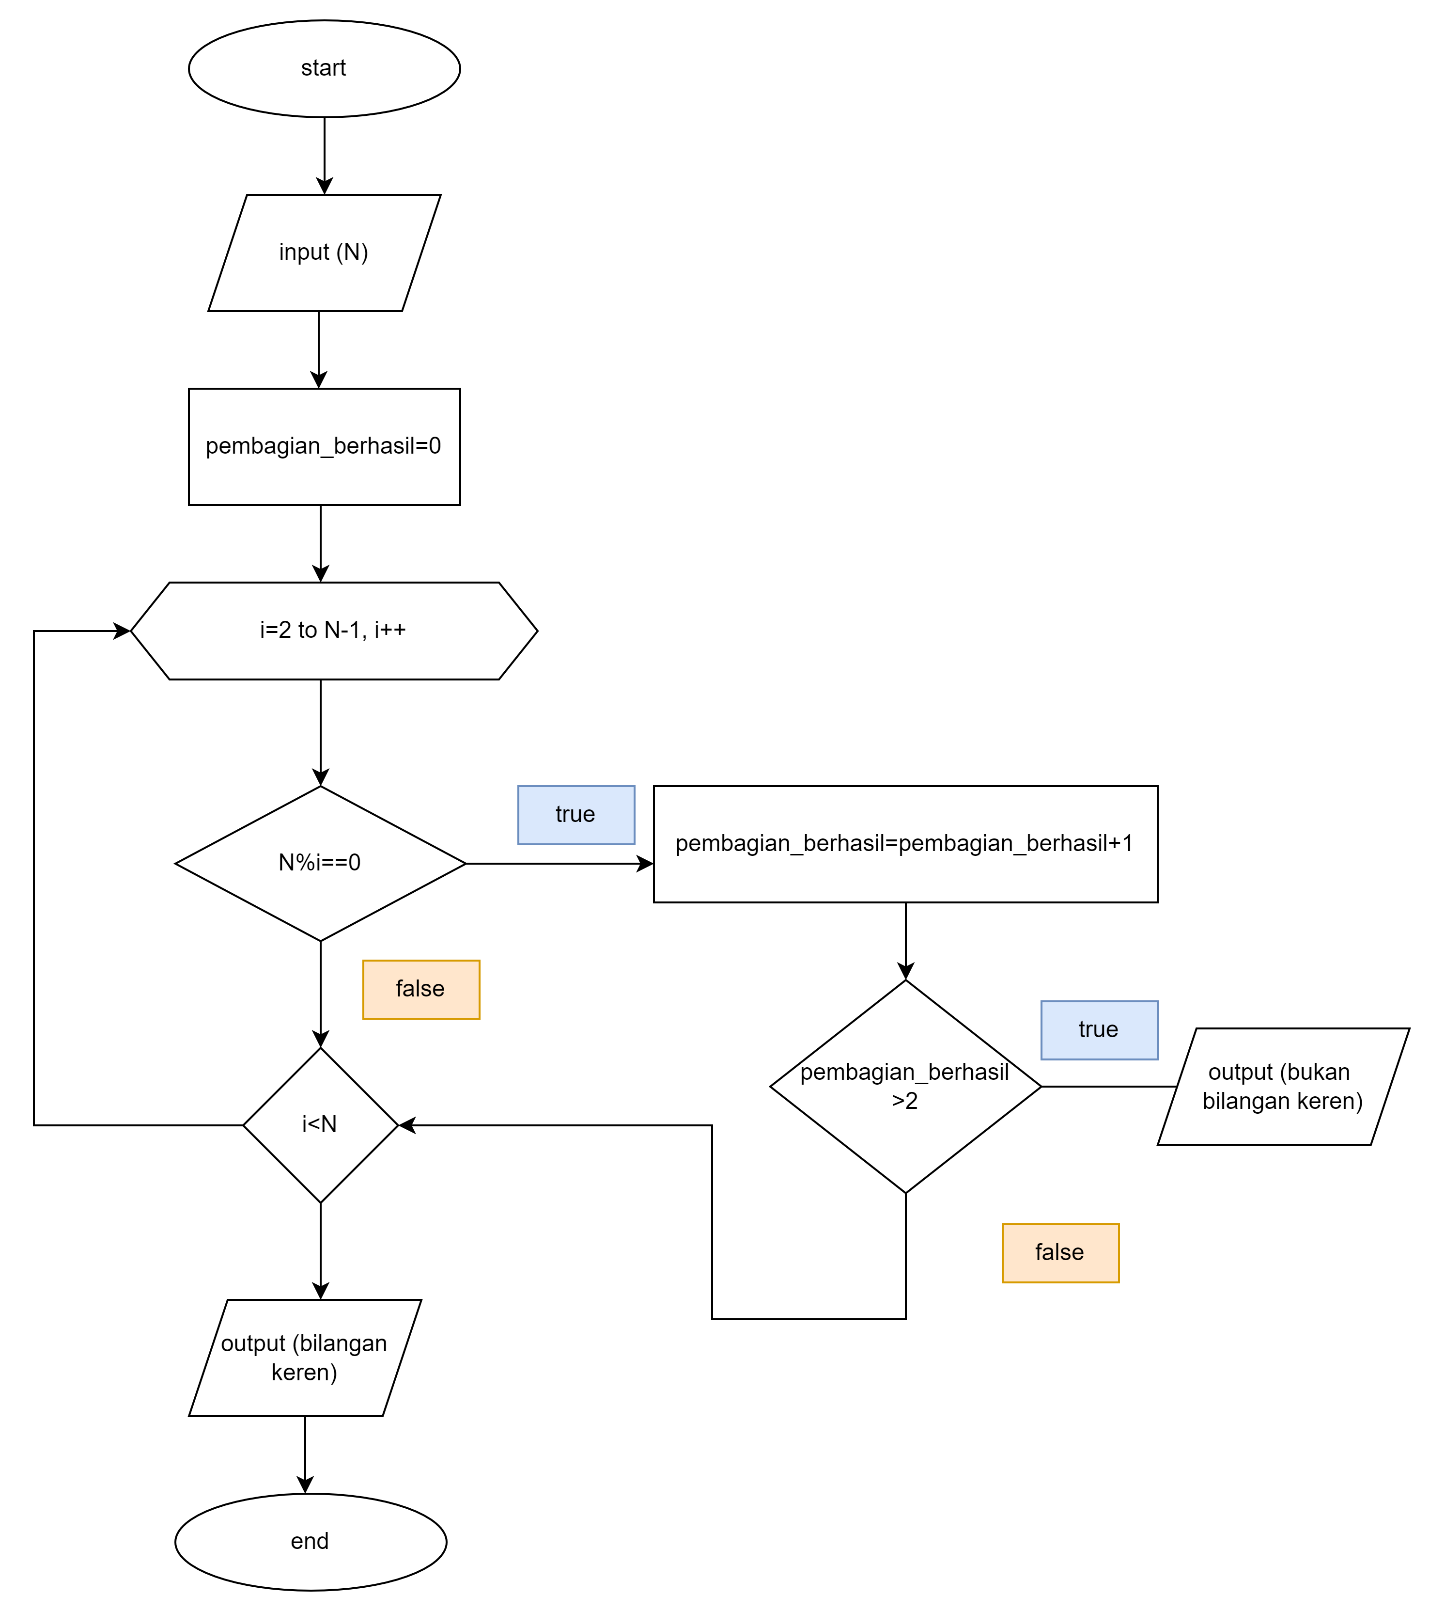 start
input (N)
pembagian_berhasil=0
i=2 to N-1, i++
N%i==0
true
pembagian_berhasil=pembagian_berhasil+1
false
pembagian_berhasil
>2
true
output (bukan
bilangan keren)
i<N
false
output (bilangan
keren)
end